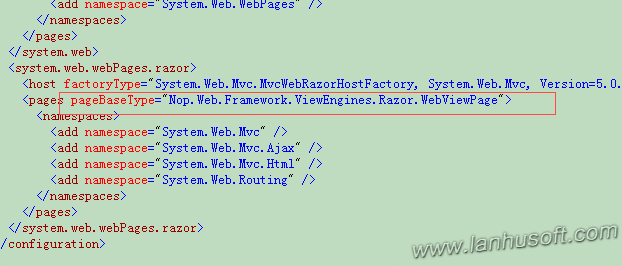 <add namespace="System.Web.WebPages" />
</namespaces>
</pages>
</system.web>
<system.web.webPages.razor>
<host factoryType="System.Web.Mvc.MvcWebRazorHostFactory, System.Web.Mvc, Version=5.0.
<pages pageBaseType="Nop.Web.Framework.ViewEngines.Razor.WebViewPage">
<namespaces>
<add namespace="System.Web.Mvc" />
<add namespace="System.Web.Mvc.Ajax" />
<add namespace="System.Web.Mvc.Html" />
<add namespace="System.Web.Routing" />
</namespaces>
</pages>
</system.web.webPages.razor>
/configuration>
www.lanhusoft.com